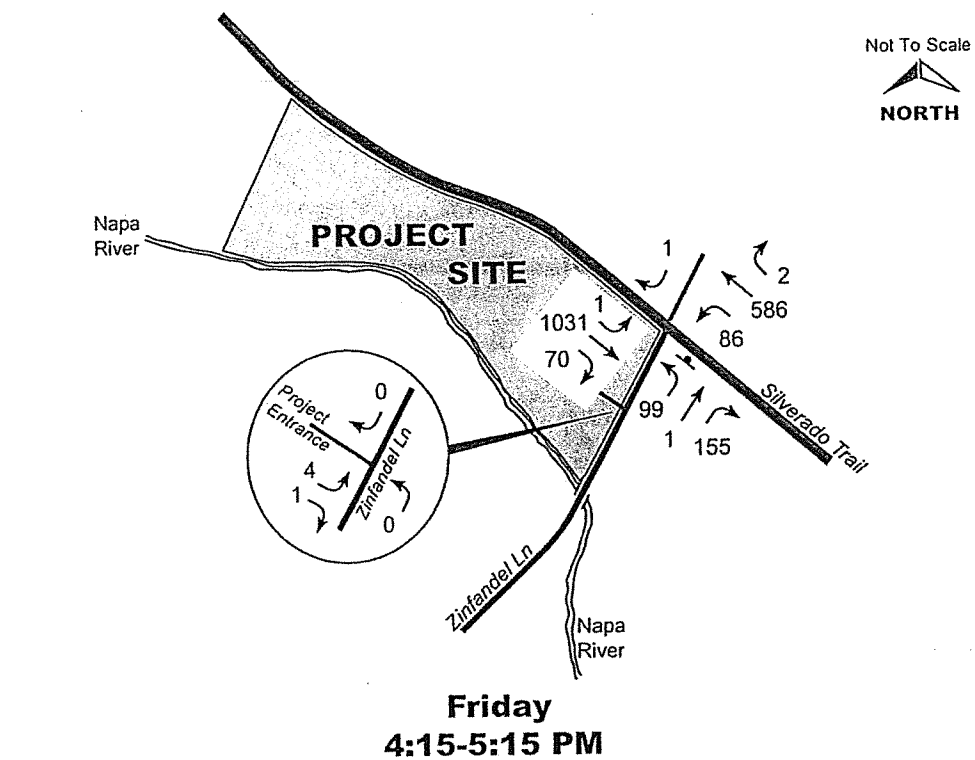 Not To Scale
NORTH
Napa
River
PROJECT
SITE
1
2
586
86
1
1031
70
99
1
155
Silverado Trail
Project
Entrance
0
4
1
Zinfandel Ln
0
Zinfandel Ln
Napa
River
Friday
4:15-5:15 PM